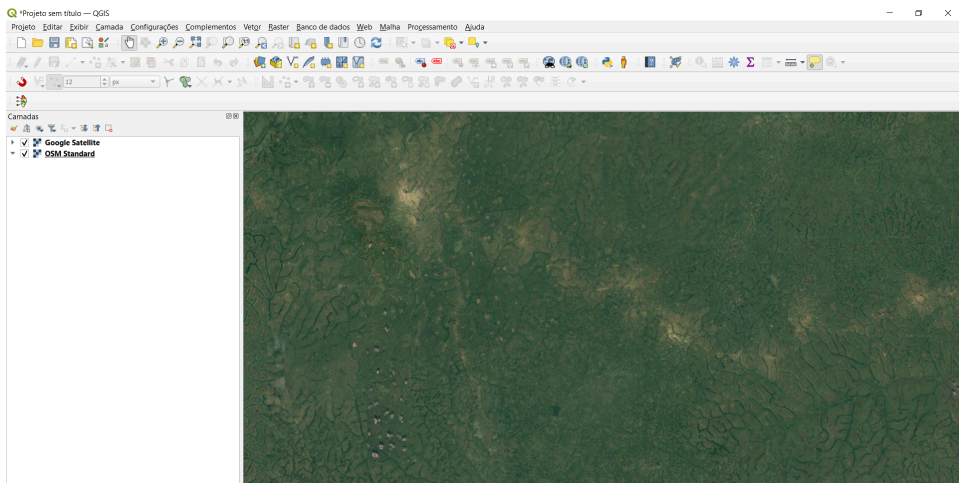 *Projeto sem título — QGIS
Projeto Editar Exibir Camada Configurações Complementos Vetor Raster Banco de dados Web Malha Processamento Ajuda
12 px
Camadas
Google Satellite
OSM Standard